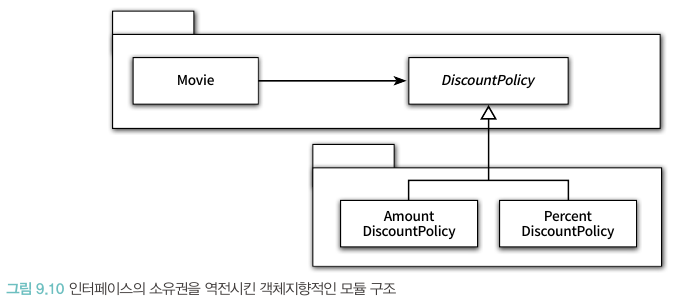 Movie
DiscountPolicy
Amount
DiscountPolicy
Percent
DiscountPolicy
그림 9.10 인터페이스의 소유권을 역전시킨 객체지향적인 모듈 구조